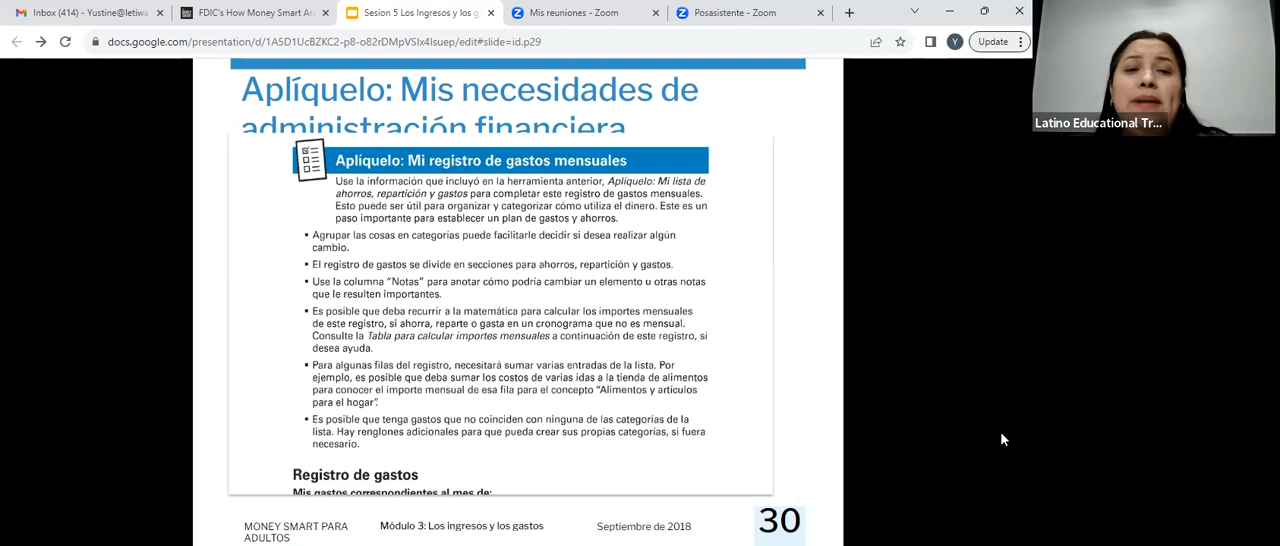 Inbox (414) - Yustine@letiwa
FDIC's How Money Smart Are
Sesion 5 Los Ingresos y los g
Mis reuniones - Zoom
Posasistente - Zoom
docs.google.com/presentation/d/1A5D1UcBZKC2-p8-o82rDMpVSIx4Isuep/edit#slide=id.p29
Y
Update
Latino Educational Tr...
Aplíquelo: Mis necesidades de
administración financiera
Aplíquelo: Mi registro de gastos mensuales
Use la información que incluyó en la herramienta anterior, Aplíquelo: Mi lista de
ahorros, repartición y gastos para completar este registro de gastos mensuales.
Esto puede ser útil para organizar y categorizar cómo utiliza el dinero. Este es un
paso importante para establecer un plan de gastos y ahorros.
▪ Agrupar las cosas en categorías puede facilitarle decidir si desea realizar algún
cambio.
▪ El registro de gastos se divide en secciones para ahorros, repartición y gastos.
▪ Use la columna "Notas" para anotar cómo podría cambiar un elemento u otras notas
que le resulten importantes.
▪ Es posible que deba recurrir a la matemática para calcular los importes mensuales
de este registro, si ahorra, reparte o gasta en un cronograma que no es mensual.
Consulte la Tabla para calcular importes mensuales a continuación de este registro, si
desea ayuda.
▪ Para algunas filas del registro, necesitará sumar varias entradas de la lista. Por
ejemplo, es posible que deba sumar los costos de varias idas a la tienda de alimentos
para conocer el importe mensual de esa fila para el concepto "Alimentos y artículos
para el hogar".
▪ Es posible que tenga gastos que no coinciden con ninguna de las categorías de la
lista. Hay renglones adicionales para que pueda crear sus propias categorías, si fuera
necesario.
Registro de gastos
Mis gastos correspondientes al mes de:
MONEY SMART PARA
ADULTOS
Módulo 3: Los ingresos y los gastos
Septiembre de 2018
30